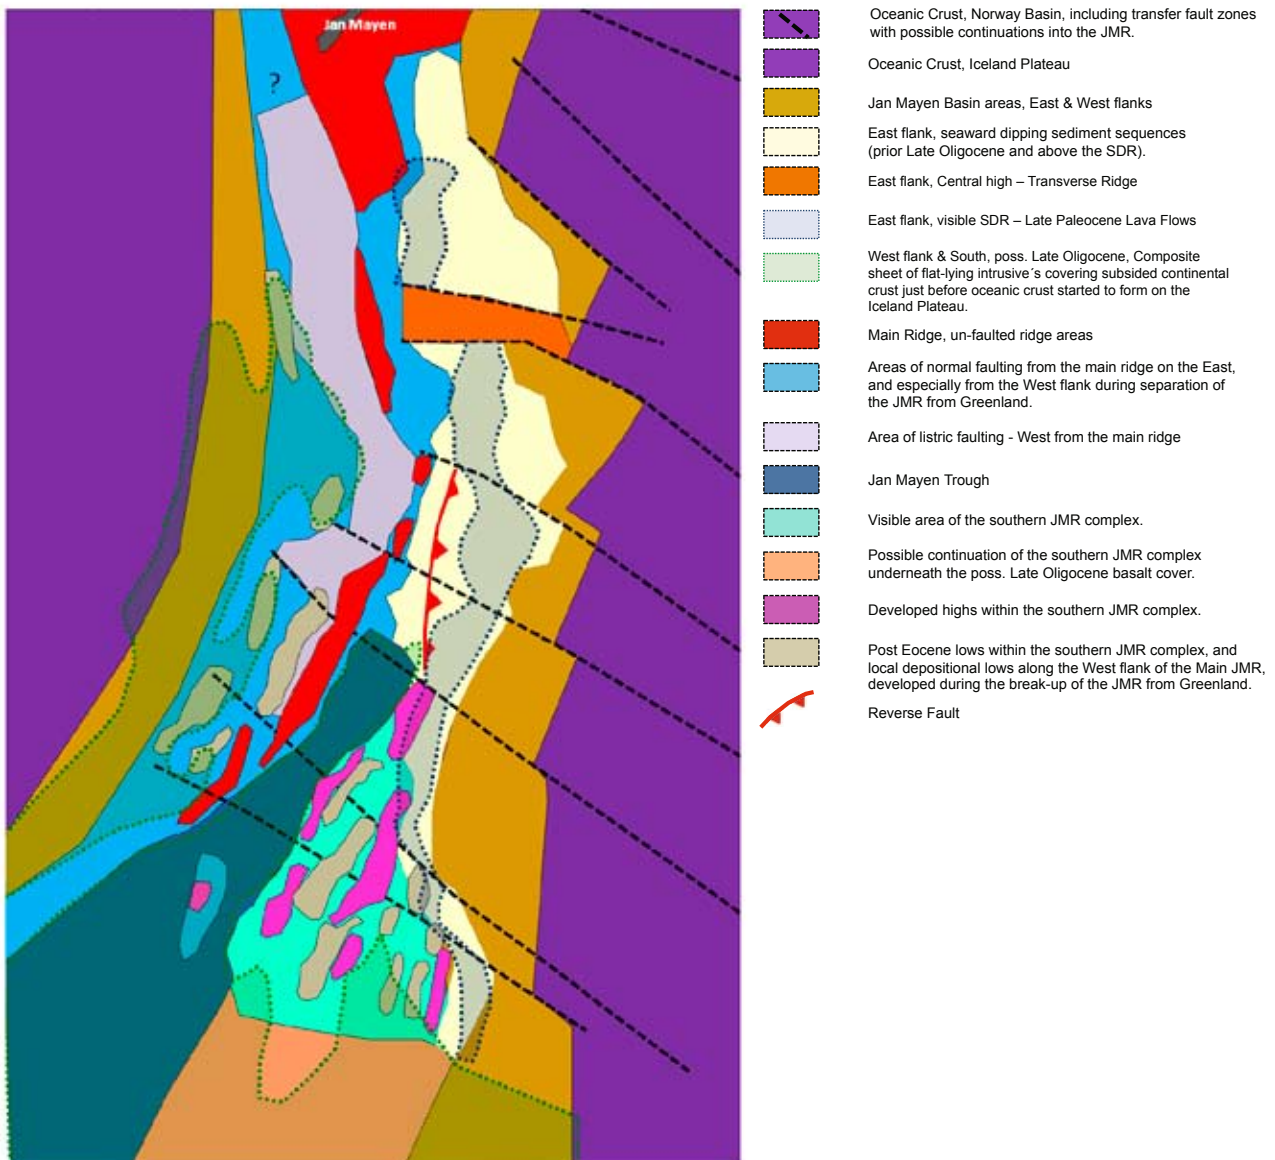 Jan Mayen
?
Oceanic Crust, Norway Basin, including transfer fault zones
with possible continuations into the JMR.
Oceanic Crust, Iceland Plateau
Jan Mayen Basin areas, East & West flanks
East flank, seaward dipping sediment sequences
(prior Late Oligocene and above the SDR).
East flank, Central high – Transverse Ridge
East flank, visible SDR – Late Paleocene Lava Flows
West flank & South, poss. Late Oligocene, Composite
sheet of flat-lying intrusive´s covering subsided continental
crust just before oceanic crust started to form on the
Iceland Plateau.
Main Ridge, un-faulted ridge areas
Areas of normal faulting from the main ridge on the East,
and especially from the West flank during separation of
the JMR from Greenland.
Area of listric faulting - West from the main ridge
Jan Mayen Trough
Visible area of the southern JMR complex.
Possible continuation of the southern JMR complex
underneath the poss. Late Oligocene basalt cover.
Developed highs within the southern JMR complex.
Post Eocene lows within the southern JMR complex, and
local depositional lows along the West flank of the Main JMR,
developed during the break-up of the JMR from Greenland.
Reverse Fault